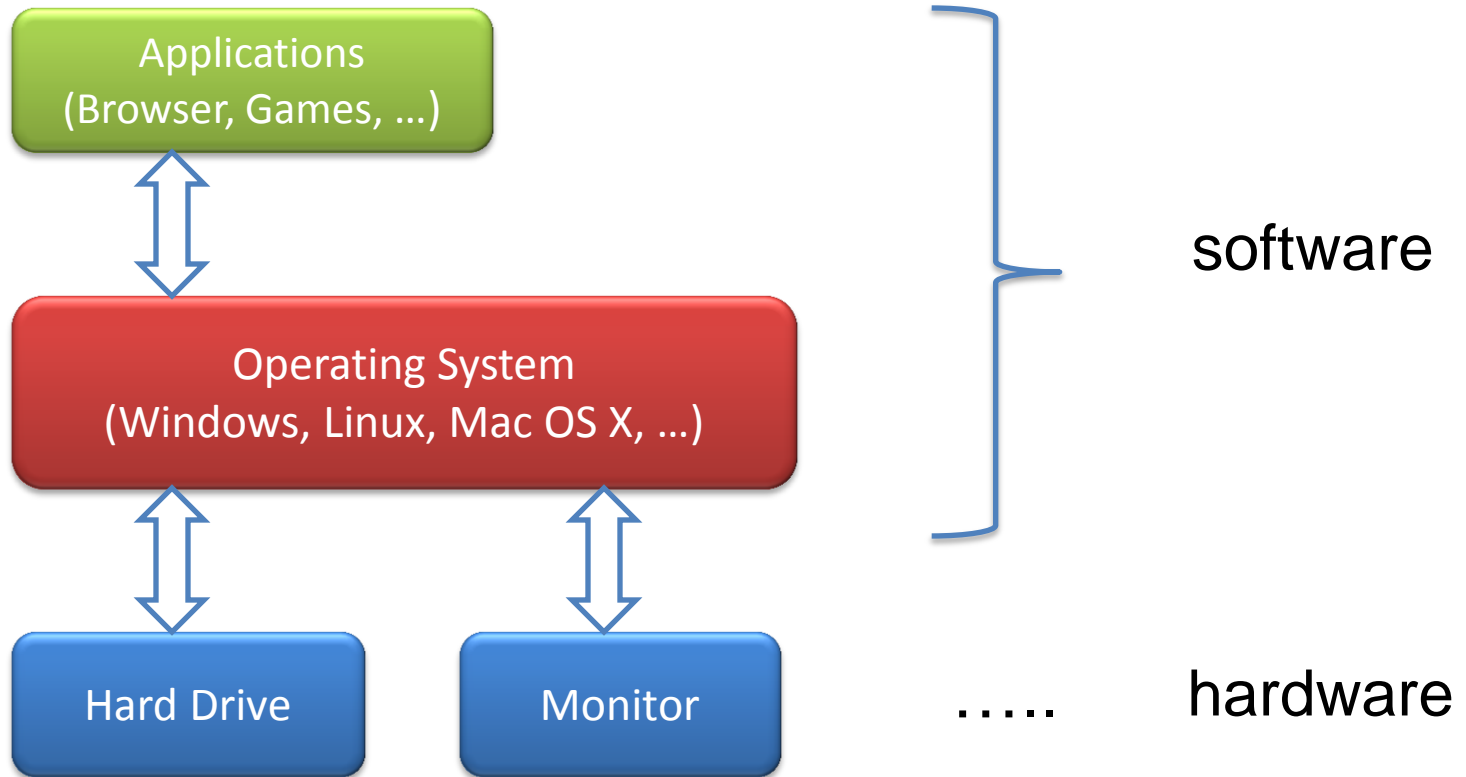 Applications
(Browser, Games, …)
software
Operating System
(Windows, Linux, Mac OS X, …)
Hard Drive
Monitor
…..
hardware